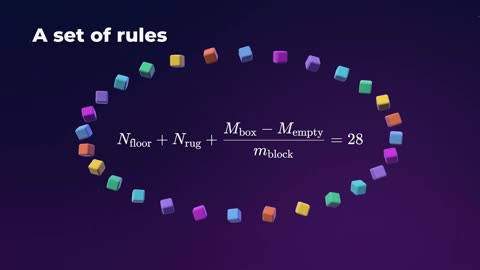 A set of rules
N_floor + N_rug + (M_box − M_empty) / m_block = 28